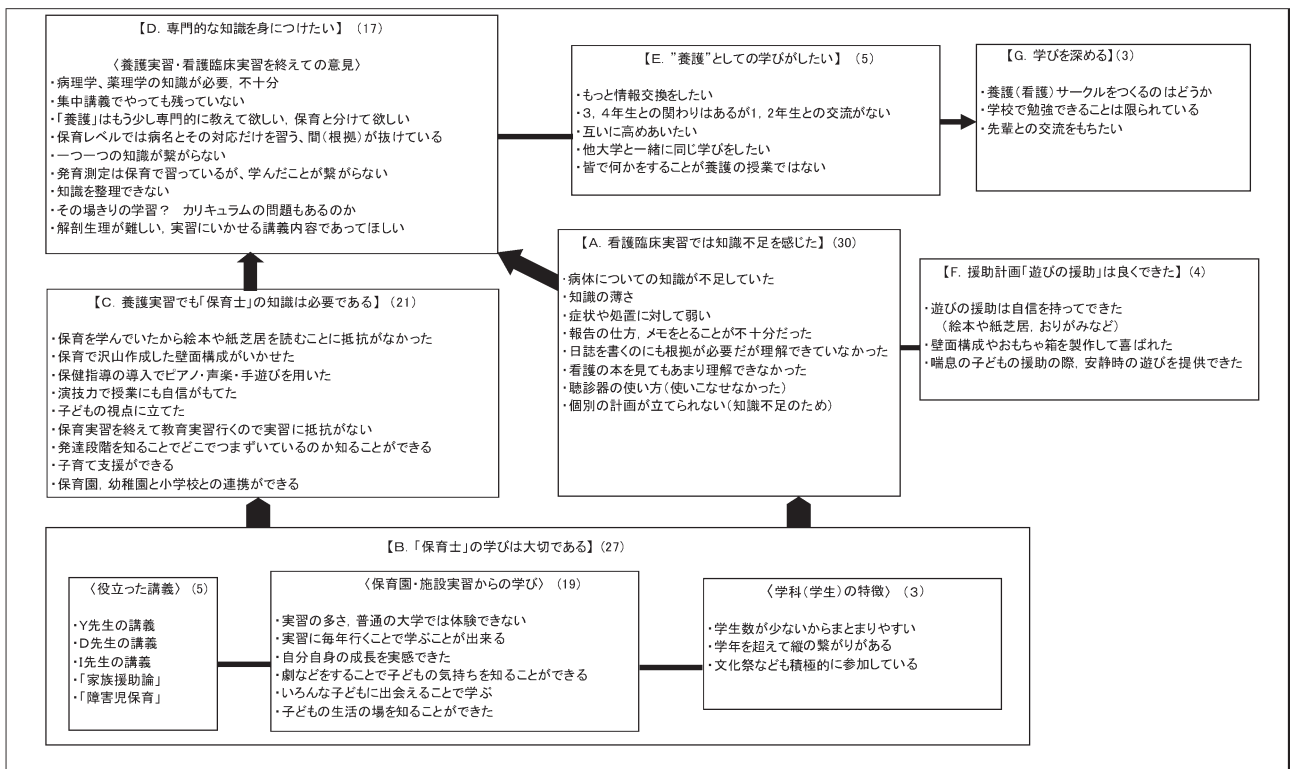 【D．専門的な知識を身につけたい】（17）
〈養護実習・看護臨床実習を終えての意見〉
・病理学、薬理学の知識が必要，不十分
・集中講義でやっても残っていない
・「養護」はもう少し専門的に教えて欲しい，保育と分けて欲しい
・保育レベルでは病名とその対応だけを習う、間（根拠）が抜けている
・一つ一つの知識が繋がらない
・発育測定は保育で習っているが、学んだことが繋がらない
・知識を整理できない
・その場きりの学習？　カリキュラムの問題もあるのか
・解剖生理が難しい，実習にいかせる講義内容であってほしい
【E．”養護”としての学びがしたい】（5）
・もっと情報交換をしたい
・3，4年生との関わりはあるが1，2年生との交流がない
・互いに高めあいたい
・他大学と一緒に同じ学びをしたい
・皆で何かをすることが養護の授業ではない
【G．学びを深める】（3）
・養護（看護）サークルをつくるのはどうか
・学校で勉強できることは限られている
・先輩との交流をもちたい
【C．養護実習でも「保育士」の知識は必要である】（21）
・保育を学んでいたから絵本や紙芝居を読むことに抵抗がなかった
・保育で沢山作成した壁面構成がいかせた
・保健指導の導入でピアノ・声楽・手遊びを用いた
・演技力で授業にも自信がもてた
・子どもの視点に立てた
・保育実習を終えて教育実習行くので実習に抵抗がない
・発達段階を知ることでどこでつまずいているのか知ることができる
・子育て支援ができる
・保育園，幼稚園と小学校との連携ができる
【A．看護臨床実習では知識不足を感じた】（30）
・病体についての知識が不足していた
・知識の薄さ
・症状や処置に対して弱い
・報告の仕方，メモをとることが不十分だった
・日誌を書くのにも根拠が必要だが理解できていなかった
・看護の本を見てもあまり理解できなかった
・聴診器の使い方（使いこなせなかった）
・個別の計画が立てられない（知識不足のため）
【F．援助計画「遊びの援助」は良くできた】（4）
・遊びの援助は自信を持ってできた
（絵本や紙芝居，おりがみなど）
・壁面構成やおもちゃ箱を製作して喜ばれた
・喘息の子どもの援助の際，安静時の遊びを提供できた
【B．「保育士」の学びは大切である】（27）
〈役立った講義〉（5）
・Y先生の講義
・D先生の講義
・I先生の講義
・「家族援助論」
・「障害児保育」
〈保育園・施設実習からの学び〉（19）
・実習の多さ，普通の大学では体験できない
・実習に毎年行くことで学ぶことが出来る
・自分自身の成長を実感できた
・劇などをすることで子どもの気持ちを知ることができる
・いろんな子どもに出会えることで学ぶ
・子どもの生活の場を知ることができた
〈学科（学生）の特徴〉（3）
・学生数が少ないからまとまりやすい
・学年を超えて縦の繋がりがある
・文化祭なども積極的に参加している